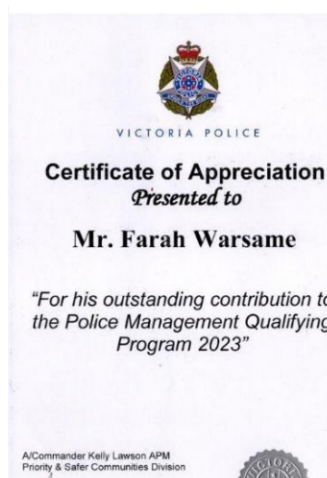 VICTORIA POLICE
Certificate of Appreciation
Presented to
Mr. Farah Warsame
"For his outstanding contribution to
the Police Management Qualifying
Program 2023"
A/Commander Kelly Lawson APM
Priority & Safer Communities Division